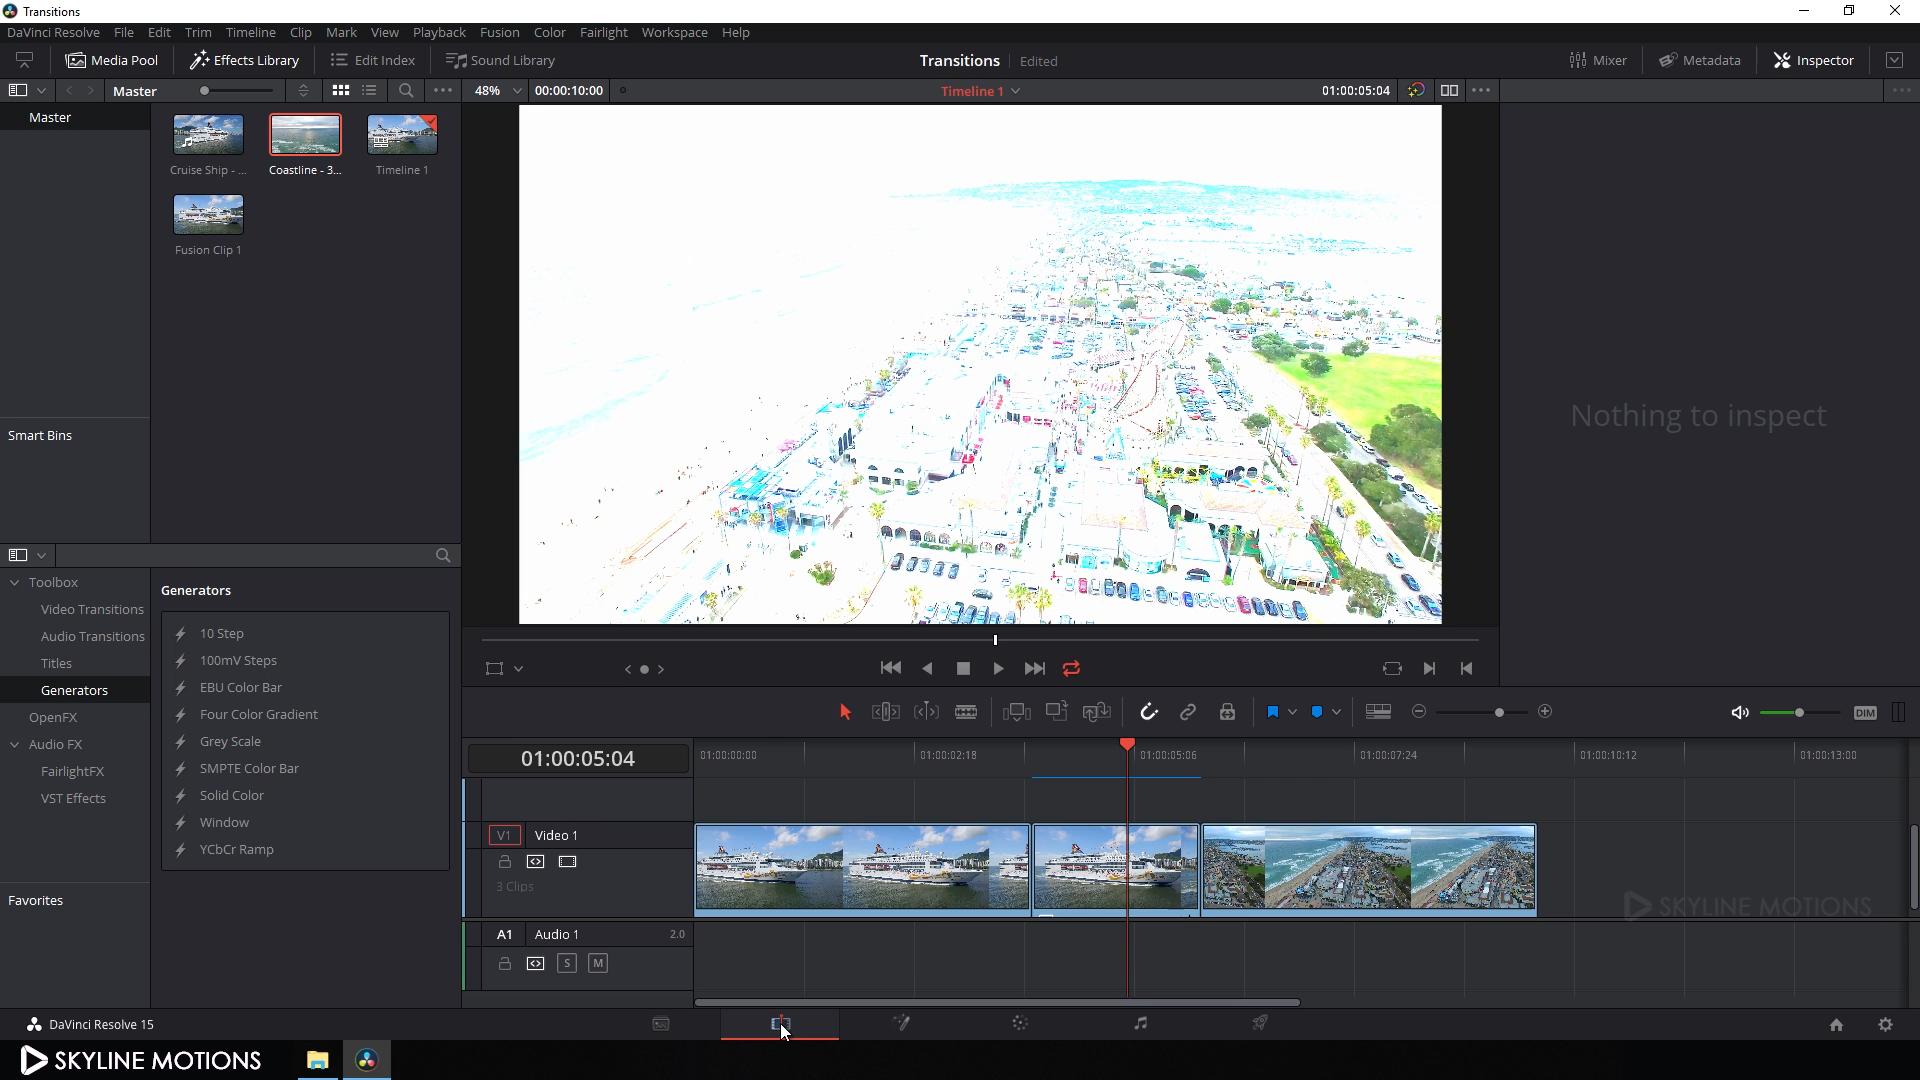 Transitions
DaVinci Resolve File Edit Trim Timeline Clip Mark View Playback Fusion Color Fairlight Workspace Help
Media Pool Effects Library Edit Index Sound Library Transitions Edited Mixer Metadata Inspector
Master 48% 00:00:10:00 Timeline 1 01:00:05:04
Master
Cruise Ship - ... Coastline - 3... Timeline 1
Fusion Clip 1
Nothing to inspect
Smart Bins
Toolbox
Video Transitions
Audio Transitions
Titles
Generators
OpenFX
Audio FX
FairlightFX
VST Effects
Favorites
Generators
10 Step
100mV Steps
EBU Color Bar
Four Color Gradient
Grey Scale
SMPTE Color Bar
Solid Color
Window
YCbCr Ramp
DIM
01:00:05:04 01:00:00:00 01:00:02:18 01:00:05:06 01:00:07:24 01:00:10:12 01:00:13:00
V1 Video 1
3 Clips
SKYLINE MOTIONS
A1 Audio 1 2.0
S M
DaVinci Resolve 15
SKYLINE MOTIONS